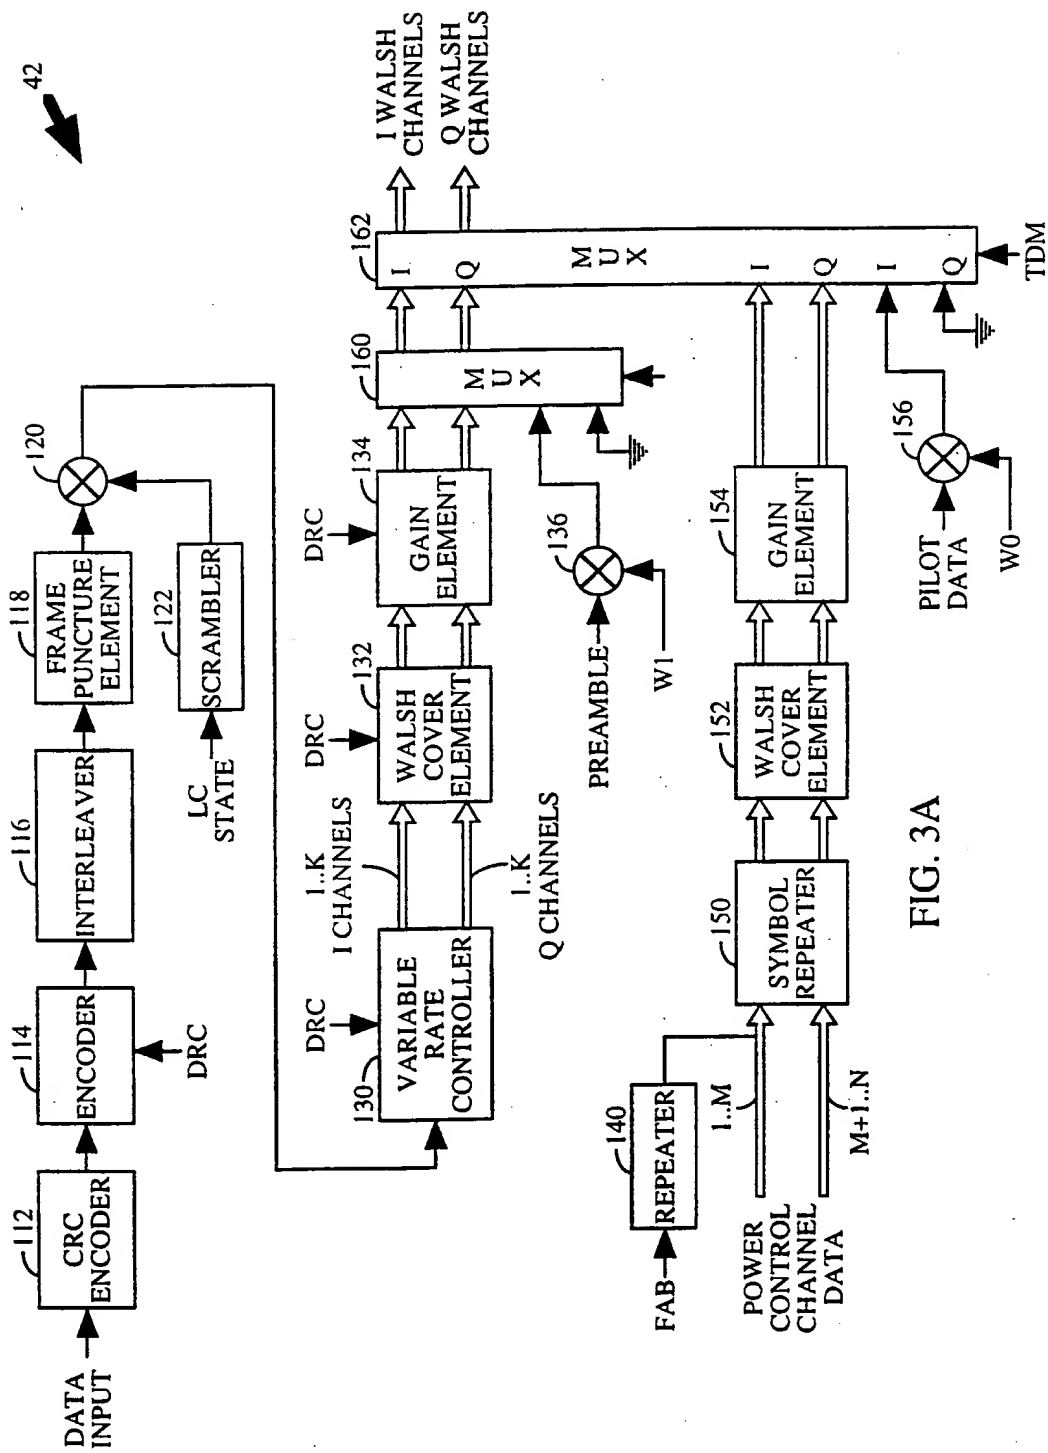 42
DATA
INPUT
112
CRC
ENCODER
114
ENCODER
DRC
116
INTERLEAVER
118
FRAME
PUNCTURE
ELEMENT
120
122
SCRAMBLER
LC
STATE
DRC
130
VARIABLE
RATE
CONTROLLER
1..K
I CHANNELS
1..K
Q CHANNELS
DRC
132
WALSH
COVER
ELEMENT
DRC
134
GAIN
ELEMENT
PREAMBLE
136
W1
160
MUX
162
I
Q
MUX
I
Q
I
Q
TDM
I WALSH
CHANNELS
Q WALSH
CHANNELS
FAB
140
REPEATER
POWER
CONTROL
CHANNEL
DATA
1..M
M+1..N
150
SYMBOL
REPEATER
152
WALSH
COVER
ELEMENT
154
GAIN
ELEMENT
PILOT
DATA
156
W0
FIG. 3A